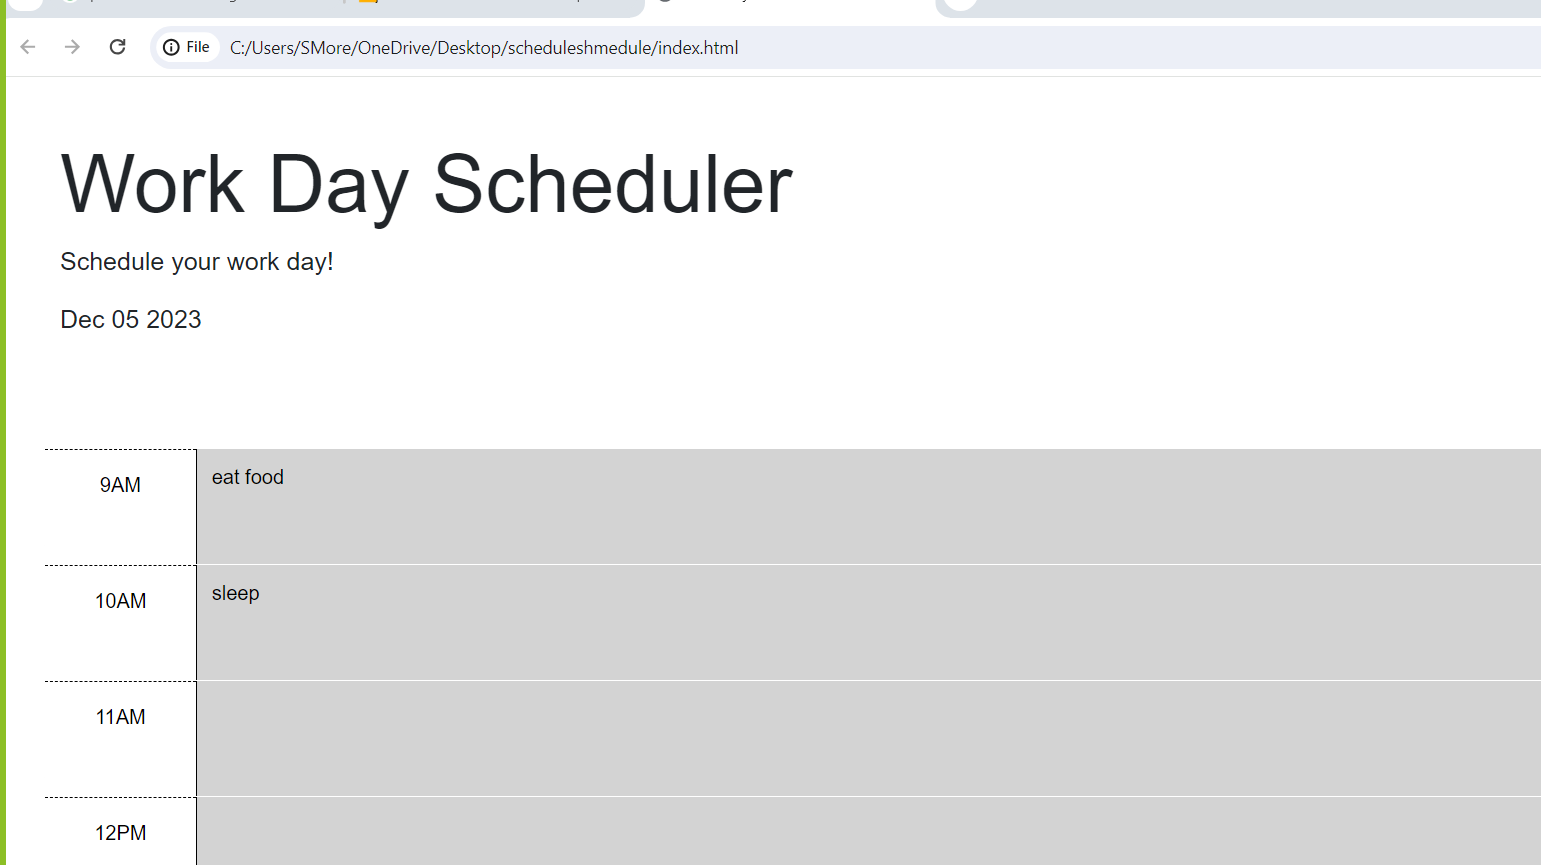 File C:/Users/SMore/OneDrive/Desktop/scheduleshmedule/index.html
Work Day Scheduler
Schedule your work day!
Dec 05 2023
9AM eat food
10AM sleep
11AM
12PM